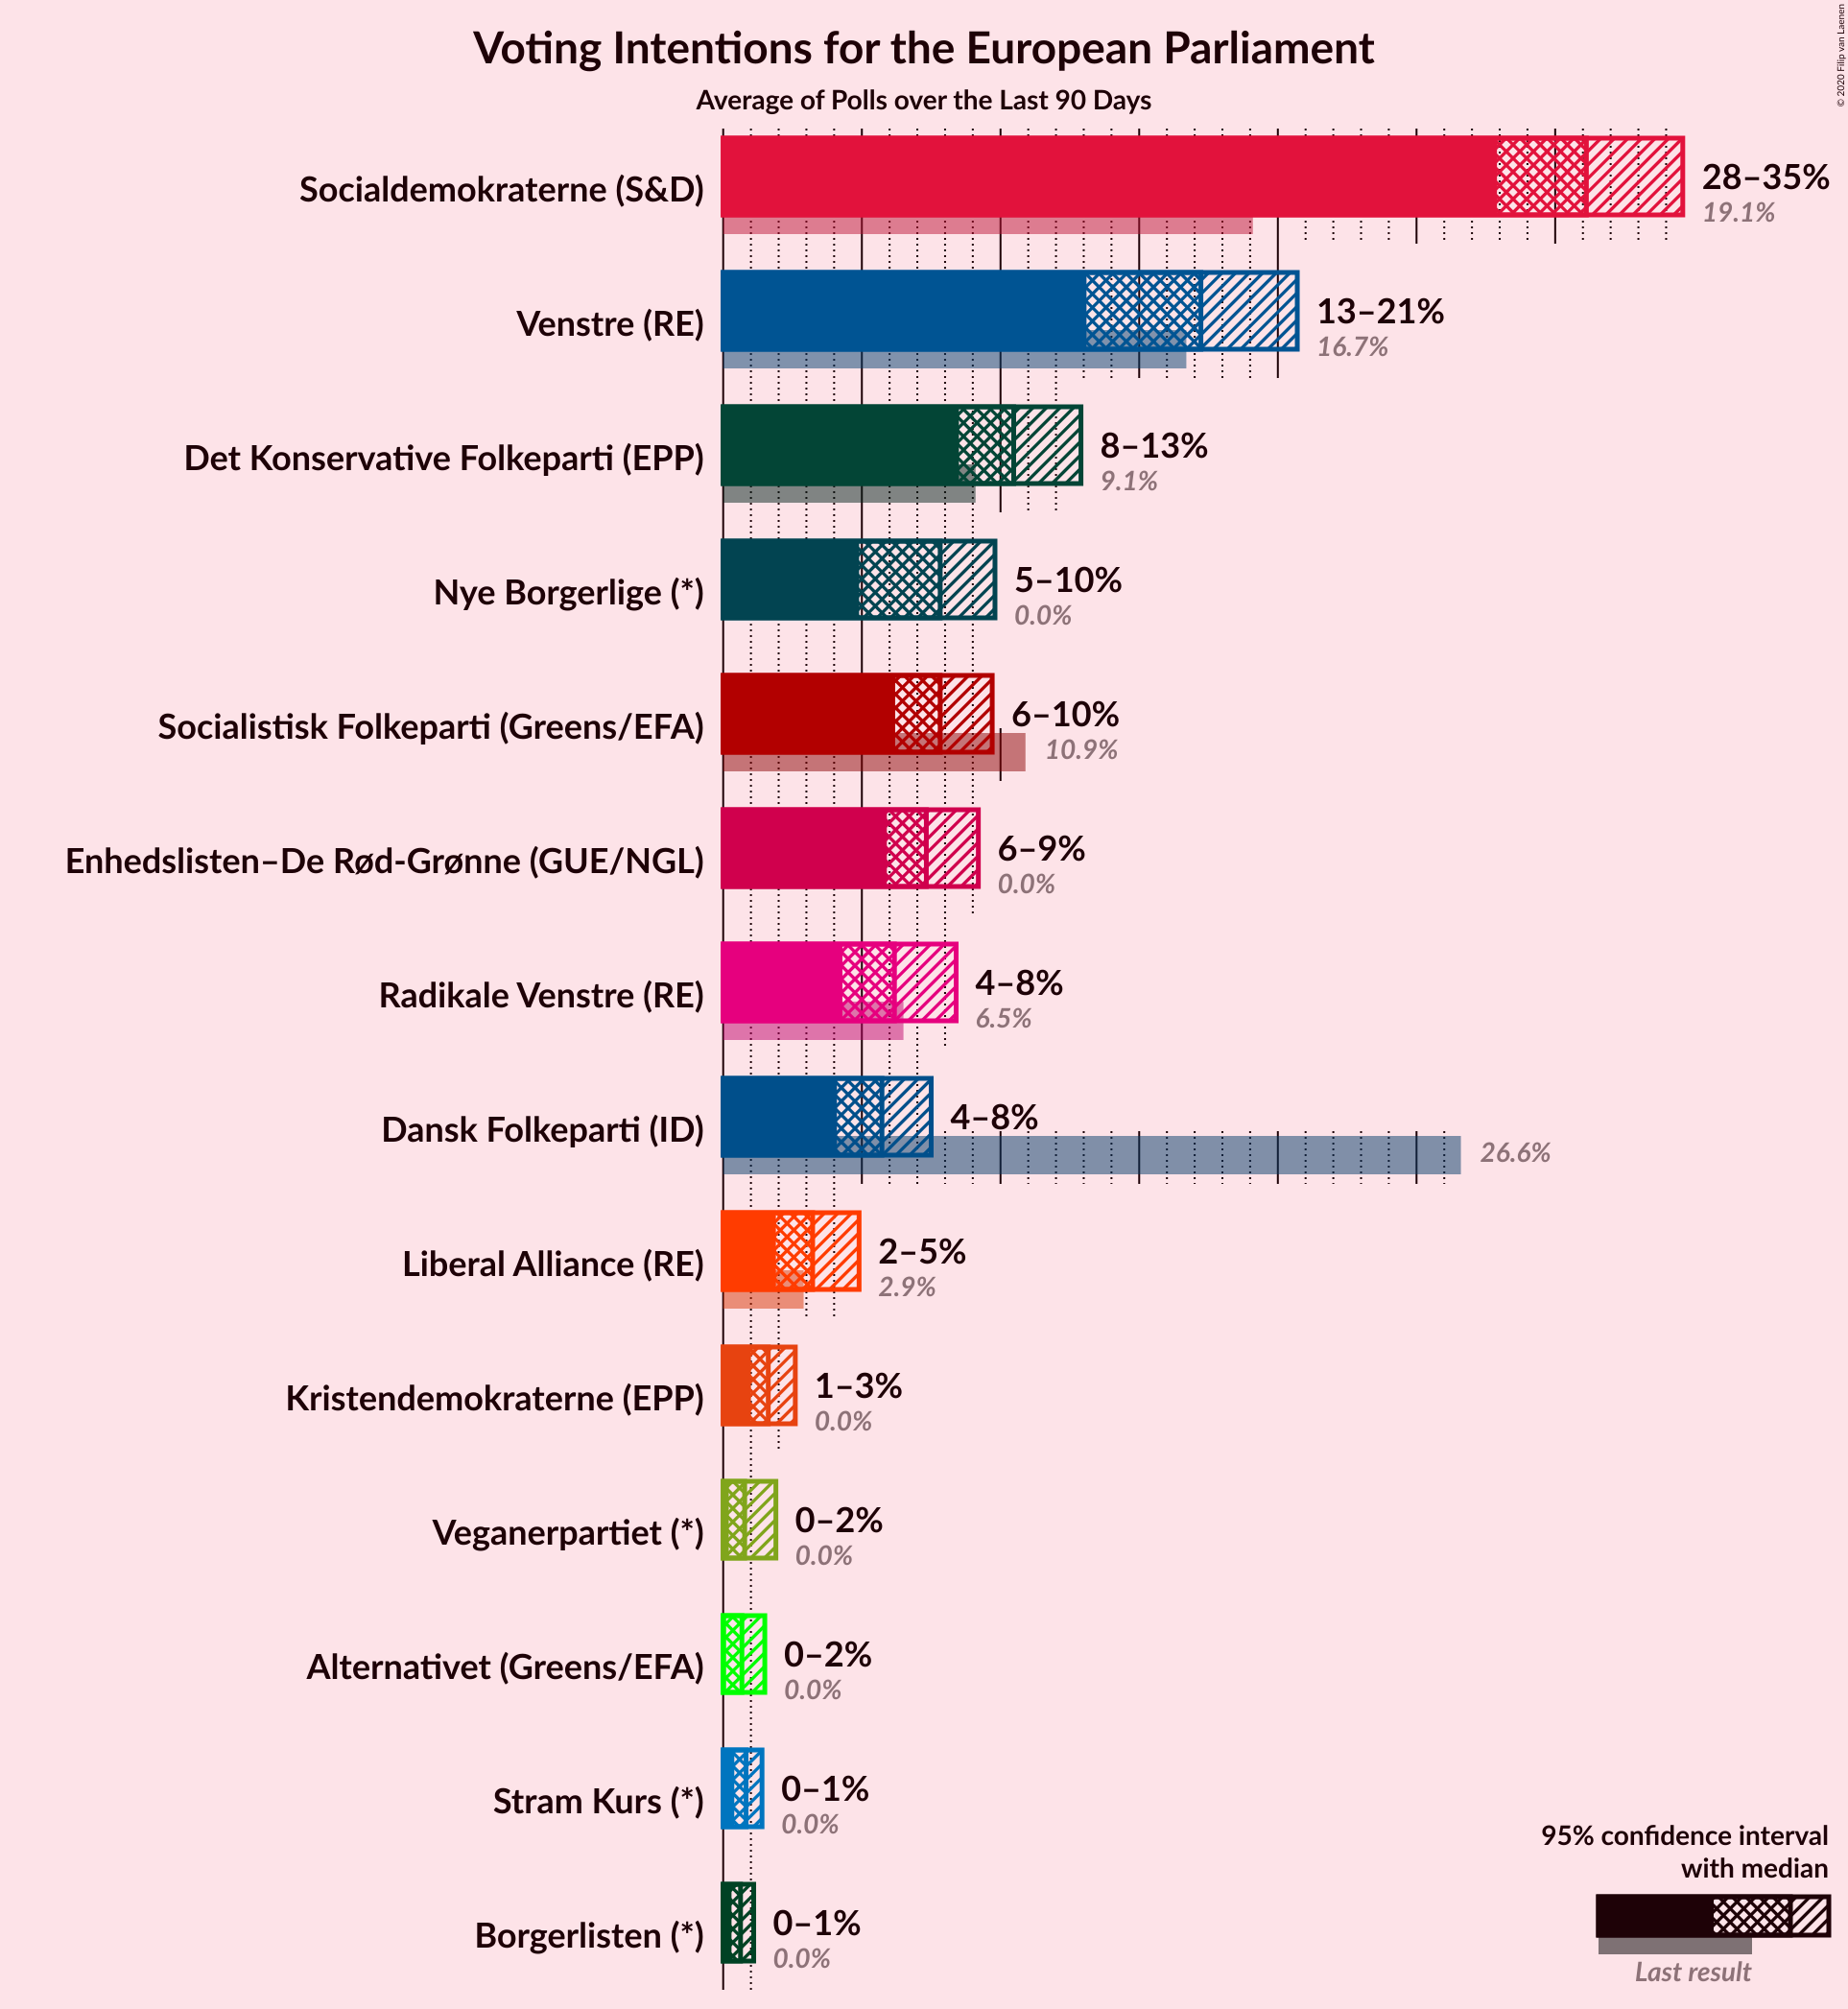 Voting Intentions for the European Parliament
Average of Polls over the Last 90 Days
© 2020 Filip van Laenen
Socialdemokraterne (S&D)
28–35%
19.1%
Venstre (RE)
13–21%
16.7%
Det Konservative Folkeparti (EPP)
8–13%
9.1%
Nye Borgerlige (*)
5–10%
0.0%
Socialistisk Folkeparti (Greens/EFA)
6–10%
10.9%
Enhedslisten–De Rød-Grønne (GUE/NGL)
6–9%
0.0%
Radikale Venstre (RE)
4–8%
6.5%
Dansk Folkeparti (ID)
4–8%
26.6%
Liberal Alliance (RE)
2–5%
2.9%
Kristendemokraterne (EPP)
1–3%
0.0%
Veganerpartiet (*)
0–2%
0.0%
Alternativet (Greens/EFA)
0–2%
0.0%
Stram Kurs (*)
0–1%
0.0%
Borgerlisten (*)
0–1%
0.0%
95% confidence interval
with median
Last result